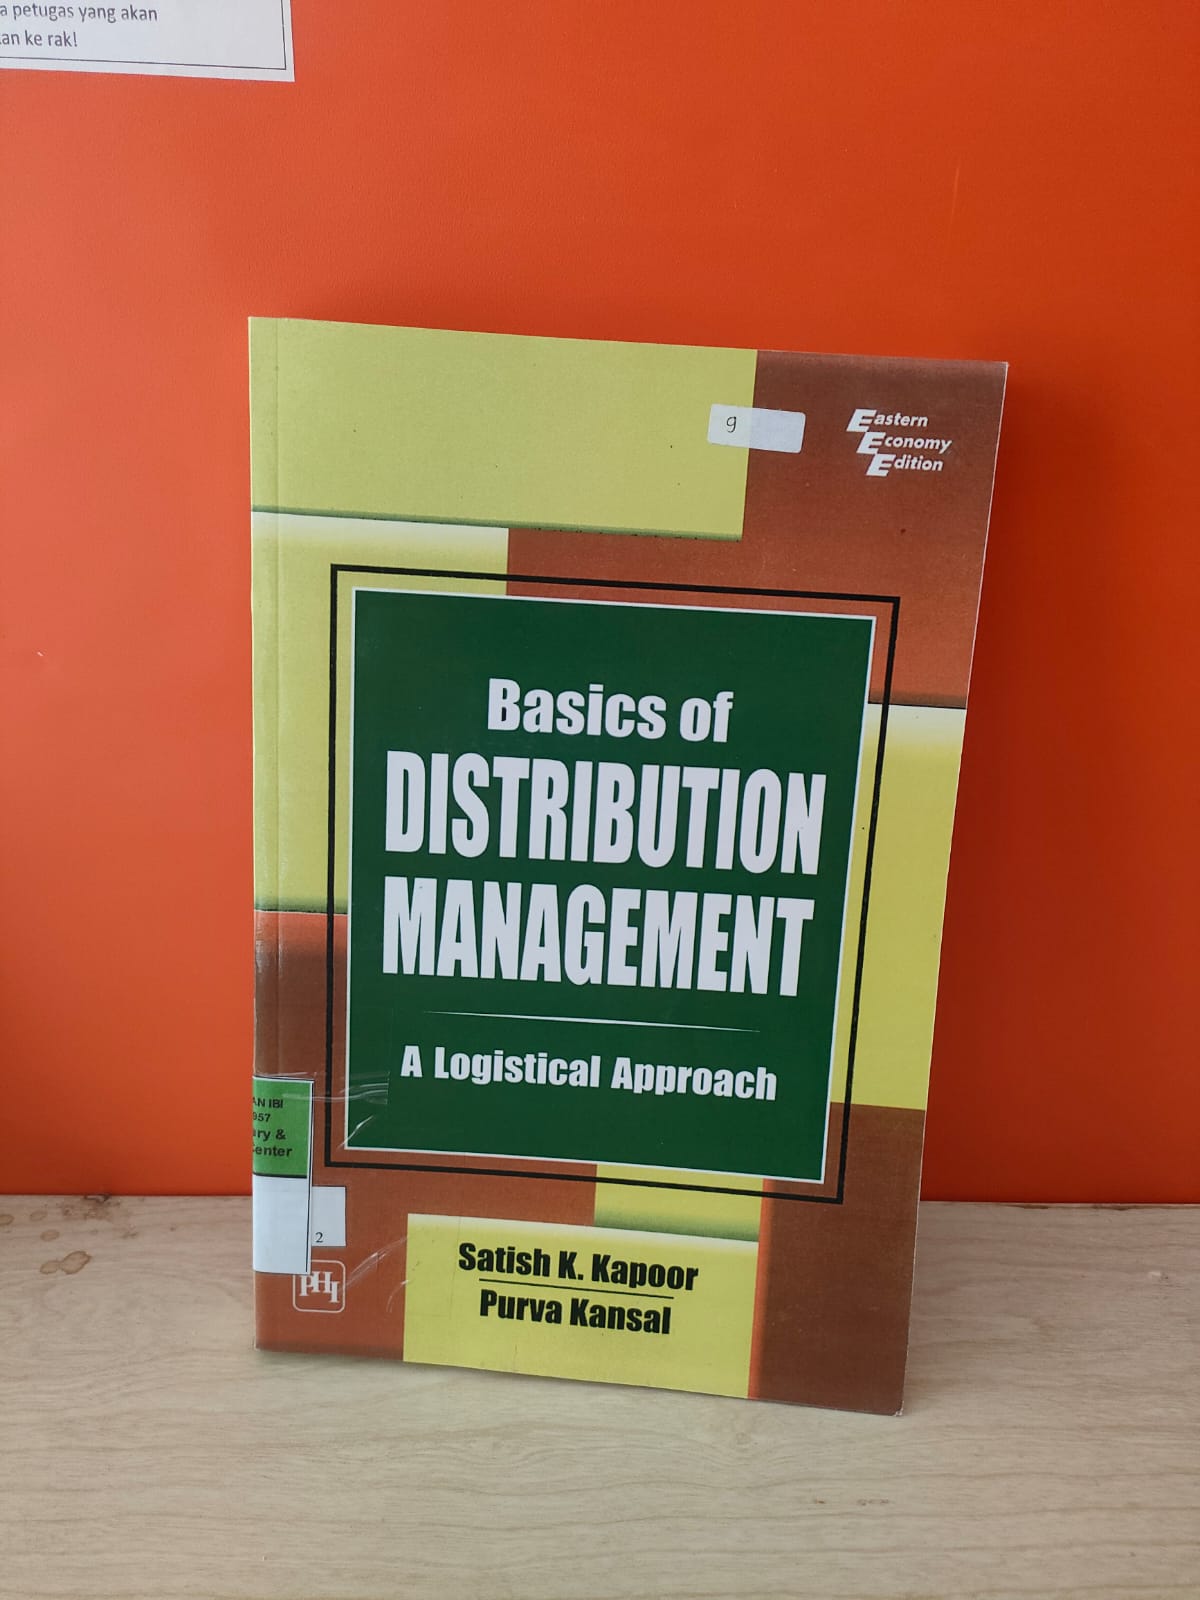 a petugas yang akan
kan ke rak!
9
Eastern
Economy
Edition
Basics of
DISTRIBUTION
MANAGEMENT
A Logistical Approach
AN IBI
957
ary &
Center
2
PHI
Satish K. Kapoor
Purva Kansal